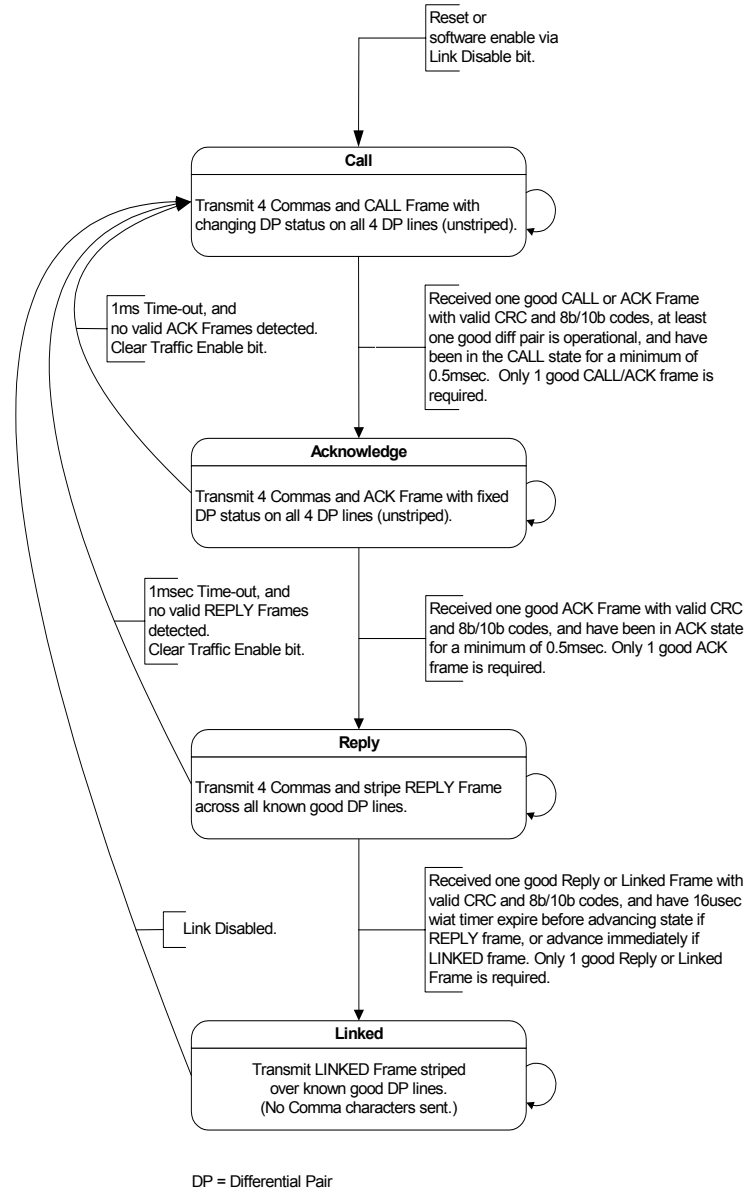 Reset or
software enable via
Link Disable bit.
Call
Transmit 4 Commas and CALL Frame with
changing DP status on all 4 DP lines (unstriped).
1ms Time-out, and
no valid ACK Frames detected.
Clear Traffic Enable bit.
Received one good CALL or ACK Frame
with valid CRC and 8b/10b codes, at least
one good diff pair is operational, and have
been in the CALL state for a minimum of
0.5msec. Only 1 good CALL/ACK frame is
required.
Acknowledge
Transmit 4 Commas and ACK Frame with fixed
DP status on all 4 DP lines (unstriped).
1msec Time-out, and
no valid REPLY Frames
detected.
Clear Traffic Enable bit.
Received one good ACK Frame with valid CRC
and 8b/10b codes, and have been in ACK state
for a minimum of 0.5msec. Only 1 good ACK
frame is required.
Reply
Transmit 4 Commas and stripe REPLY Frame
across all known good DP lines.
Received one good Reply or Linked Frame with
valid CRC and 8b/10b codes, and have 16usec
wiat timer expire before advancing state if
REPLY frame, or advance immediately if
LINKED frame. Only 1 good Reply or Linked
Frame is required.
Link Disabled.
Linked
Transmit LINKED Frame striped
over known good DP lines.
(No Comma characters sent.)
DP = Differential Pair